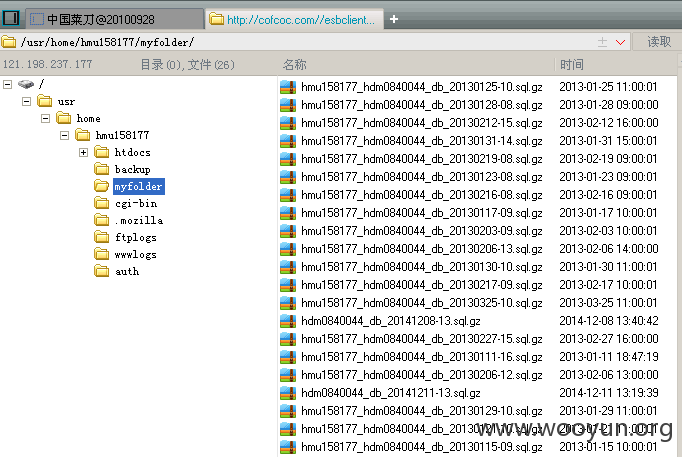 中国菜刀@20100928 http://cofcoc.com//esbclient...
/usr/home/hmu158177/myfolder/ 读取
121.198.237.177 目录(0),文件(26) 名称 时间
/
usr
home
hmu158177
htdocs
backup
myfolder
cgi-bin
.mozilla
ftplogs
wwwlogs
auth
hmu158177_hdm0840044_db_20130125-10.sql.gz 2013-01-25 11:00:01
hmu158177_hdm0840044_db_20130128-08.sql.gz 2013-01-28 09:00:00
hmu158177_hdm0840044_db_20130212-15.sql.gz 2013-02-12 16:00:00
hmu158177_hdm0840044_db_20130131-14.sql.gz 2013-01-31 15:00:01
hmu158177_hdm0840044_db_20130219-08.sql.gz 2013-02-19 09:00:01
hmu158177_hdm0840044_db_20130123-08.sql.gz 2013-01-23 09:00:01
hmu158177_hdm0840044_db_20130216-08.sql.gz 2013-02-16 09:00:01
hmu158177_hdm0840044_db_20130117-09.sql.gz 2013-01-17 10:00:01
hmu158177_hdm0840044_db_20130203-09.sql.gz 2013-02-03 10:00:01
hmu158177_hdm0840044_db_20130206-13.sql.gz 2013-02-06 14:00:00
hmu158177_hdm0840044_db_20130130-10.sql.gz 2013-01-30 11:00:01
hmu158177_hdm0840044_db_20130217-09.sql.gz 2013-02-17 10:00:01
hmu158177_hdm0840044_db_20130325-10.sql.gz 2013-03-25 11:00:01
hdm0840044_db_20141208-13.sql.gz 2014-12-08 13:40:42
hmu158177_hdm0840044_db_20130227-15.sql.gz 2013-02-27 16:00:00
hmu158177_hdm0840044_db_20130111-16.sql.gz 2013-01-11 18:47:19
hmu158177_hdm0840044_db_20130206-12.sql.gz 2013-02-06 13:00:00
hdm0840044_db_20141211-13.sql.gz 2014-12-11 13:19:39
hmu158177_hdm0840044_db_20130129-10.sql.gz 2013-01-29 11:00:01
hmu158177_hdm0840044_db_20130121-10.sql.gz 2013-01-21 11:00:01
hmu158177_hdm0840044_db_20130115-09.sql.gz 2013-01-15 10:00:01
www.wooyun.org